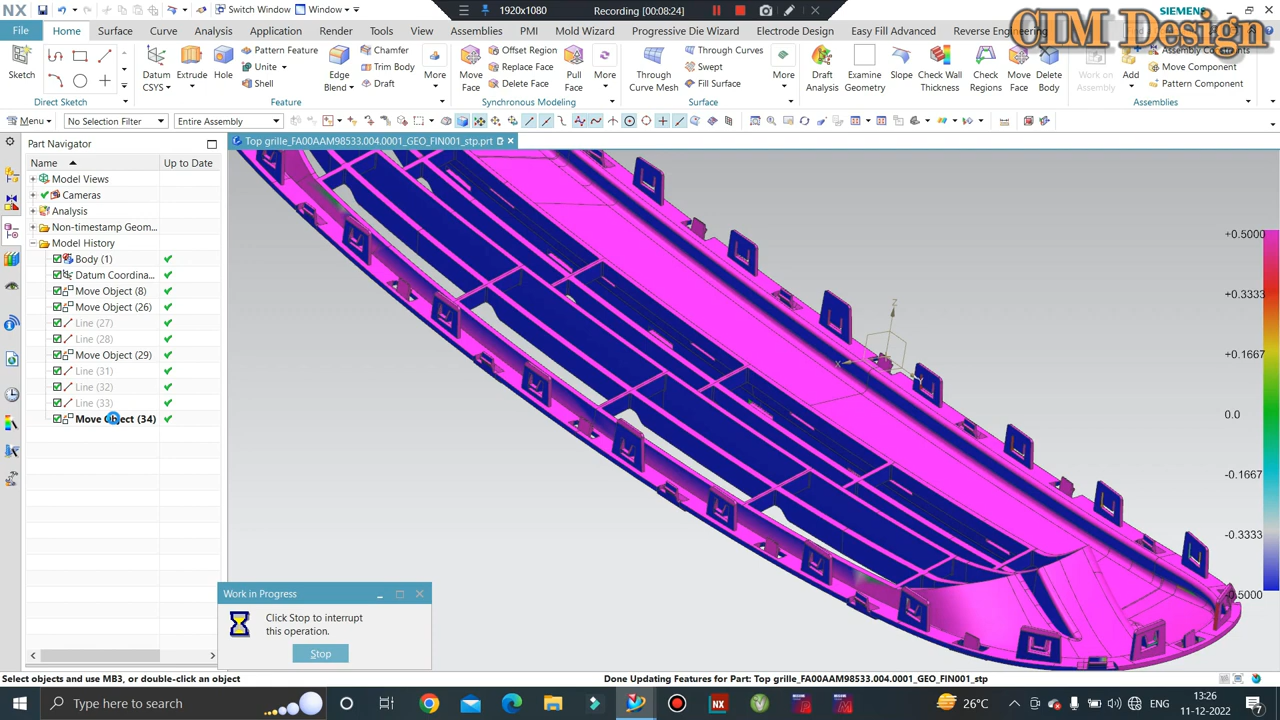 NX
Switch Window
Window
1920x1080
Recording [00:08:24]
SIEMENS
CIM Design
File
Home
Surface
Curve
Analysis
Application
Render
Tools
View
Assemblies
PMI
Mold Wizard
Progressive Die Wizard
Electrode Design
Easy Fill Advanced
Reverse Engineering
Sketch
Direct Sketch
Datum CSYS
Extrude
Hole
Pattern Feature
Unite
Shell
Edge Blend
Chamfer
Trim Body
Draft
More
Feature
Move Face
Offset Region
Replace Face
Delete Face
Pull Face
More
Synchronous Modeling
Through Curve Mesh
Through Curves
Swept
Fill Surface
More
Surface
Draft Analysis
Examine Geometry
Slope
Check Wall Thickness
Check Regions
Move Face
Delete Body
Work on Assembly
Add
Assembly Constraints
Move Component
Pattern Component
Assemblies
Menu
No Selection Filter
Entire Assembly
Part Navigator
Top grille_FA00AAM98533.004.0001_GEO_FIN001_stp.prt
Name
Up to Date
Model Views
Cameras
Analysis
Non-timestamp Geom...
Model History
Body (1)
Datum Coordina...
Move Object (8)
Move Object (26)
Line (27)
Line (28)
Move Object (29)
Line (31)
Line (32)
Line (33)
Move Object (34)
Z
X
+0.5000
+0.3333
+0.1667
0.0
-0.1667
-0.3333
-0.5000
Work in Progress
Click Stop to interrupt
this operation.
Stop
Select objects and use MB3, or double-click an object
Done Updating Features for Part: Top grille_FA00AAM98533.004.0001_GEO_FIN001_stp
Type here to search
NX
26°C
ENG
13:26
11-12-2022
7